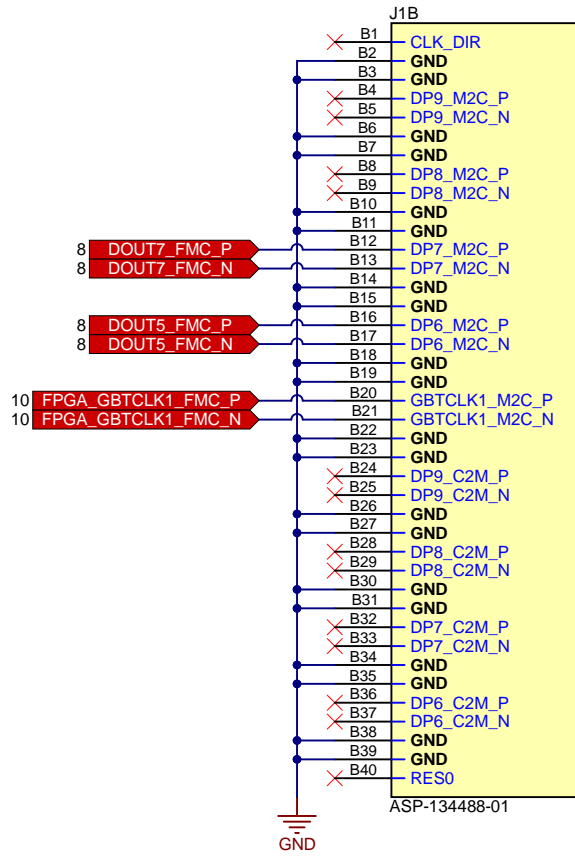 J1B
B1 CLK_DIR
B2 GND
B3 GND
B4 DP9_M2C_P
B5 DP9_M2C_N
B6 GND
B7 GND
B8 DP8_M2C_P
B9 DP8_M2C_N
B10 GND
B11 GND
8 DOUT7_FMC_P B12 DP7_M2C_P
8 DOUT7_FMC_N B13 DP7_M2C_N
B14 GND
B15 GND
8 DOUT5_FMC_P B16 DP6_M2C_P
8 DOUT5_FMC_N B17 DP6_M2C_N
B18 GND
B19 GND
10 FPGA_GBTCLK1_FMC_P B20 GBTCLK1_M2C_P
10 FPGA_GBTCLK1_FMC_N B21 GBTCLK1_M2C_N
B22 GND
B23 GND
B24 DP9_C2M_P
B25 DP9_C2M_N
B26 GND
B27 GND
B28 DP8_C2M_P
B29 DP8_C2M_N
B30 GND
B31 GND
B32 DP7_C2M_P
B33 DP7_C2M_N
B34 GND
B35 GND
B36 DP6_C2M_P
B37 DP6_C2M_N
B38 GND
B39 GND
B40 RES0
ASP-134488-01
GND